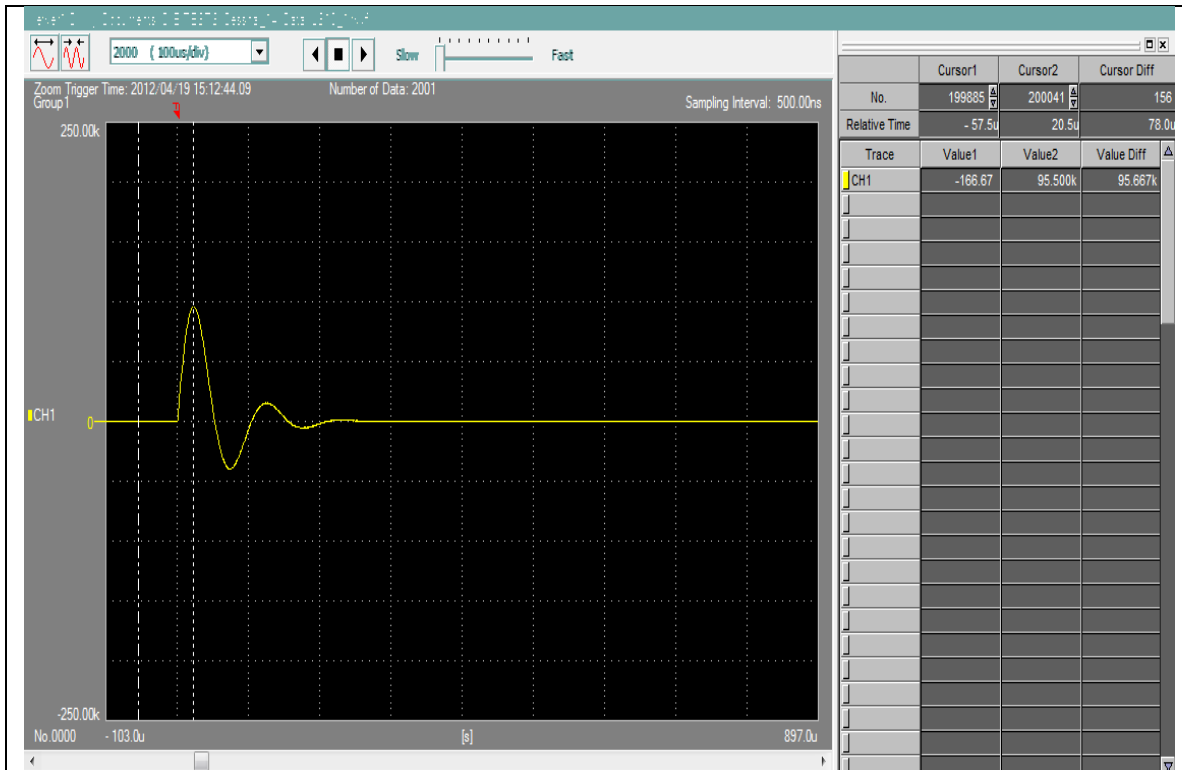 2000 ( 100us/div)
Slow
Fast
Zoom Trigger Time: 2012/04/19 15:12:44.09
Number of Data: 2001
Group1
Sampling Interval: 500.00ns
250.00k
CH1
0
-250.00k
No.0000
- 103.0u
[s]
897.0u
Cursor1 Cursor2 Cursor Diff
No. 199885 200041 156
Relative Time - 57.5u 20.5u 78.0u
Trace Value1 Value2 Value Diff
CH1 -166.67 95.500k 95.667k